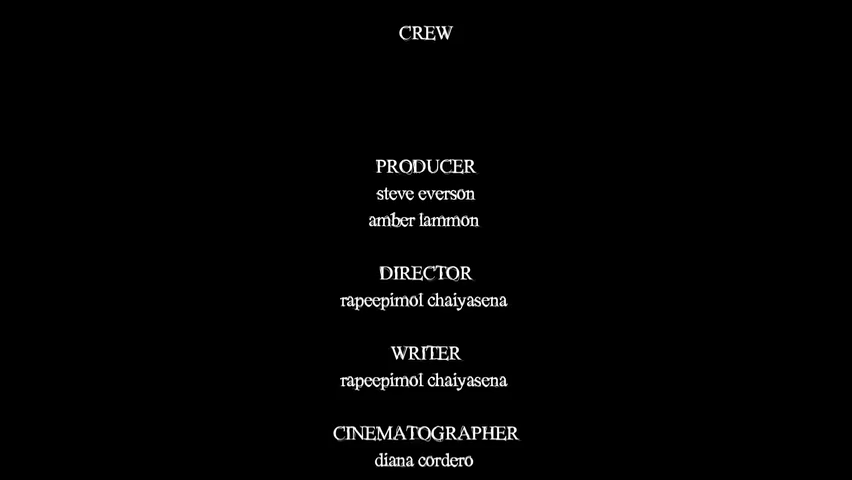 CREW
PRODUCER
steve everson
amber lammon
DIRECTOR
rapeepimol chaiyasena
WRITER
rapeepimol chaiyasena
CINEMATOGRAPHER
diana cordero